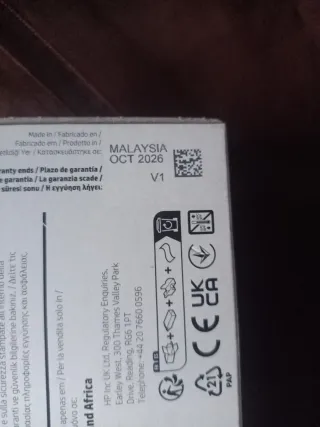 Made in / Fabricado en /
Fabricado em / Prodotto in /
Κατασκευάστηκε σε:
MALAYSIA
OCT 2026
V1
ranty ends / Plazo de garantía /
e garantia / La garanzia scade /
süresi sonu / Η εγγύηση λήγει:
HP Inc UK Ltd, Regulatory Enquiries,
Earley West, 300 Thames Valley Park
Drive, Reading, RG6 1PT
Telephone: +44 20 7660 0596
nd Africa
apenas em / Per la vendita solo in /
UK
CA
CE
21
PAP